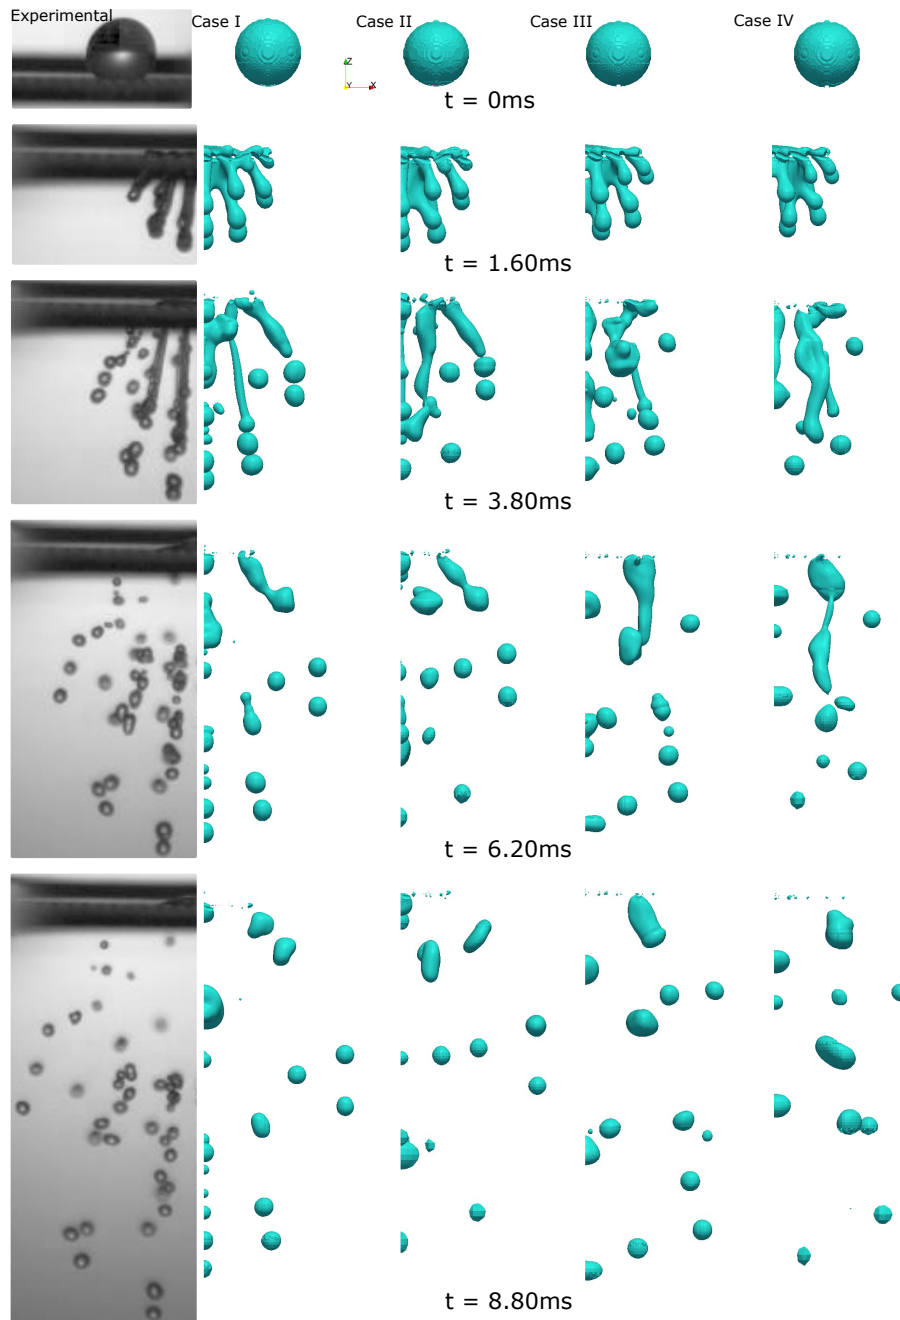 Experimental
Case I
Case II
Case III
Case IV
Z
Y
X
t = 0ms
t = 1.60ms
t = 3.80ms
t = 6.20ms
t = 8.80ms